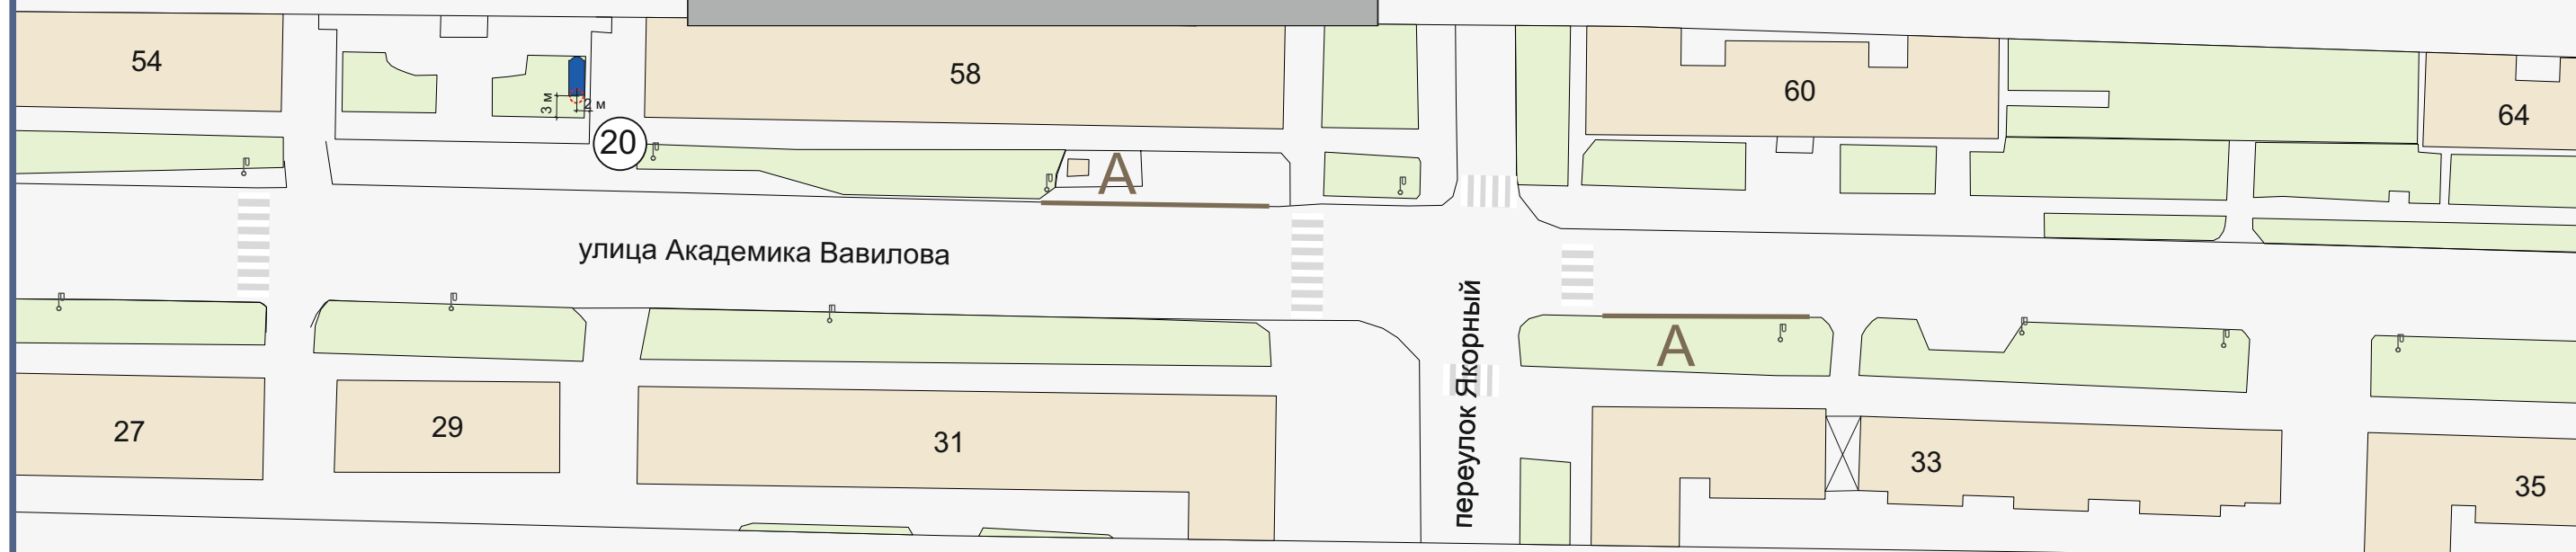 54
58
60
64
3 м
2 м
20
А
улица Академика Вавилова
переулок Якорный
А
27
29
31
33
35